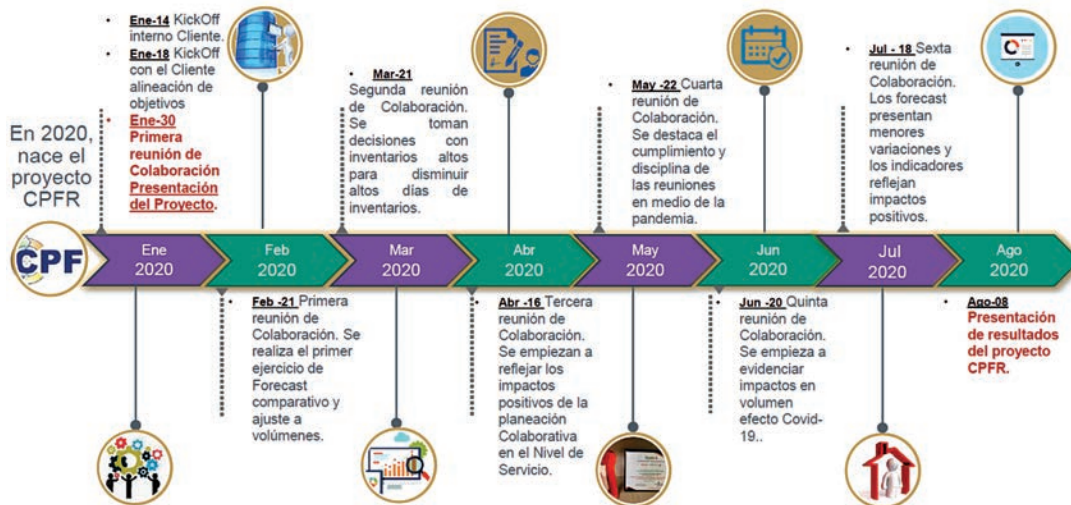 En 2020,
nace el
proyecto
CPFR
CPF
• Ene-14 KickOff
interno Cliente.
• Ene-18 KickOff
con el Cliente
alineación de
objetivos
• Ene-30
Primera
reunión de
Colaboración
Presentación
del Proyecto.
• Mar-21
Segunda reunión
de Colaboración.
Se toman
decisiones con
inventarios altos
para disminuir
altos días de
inventarios.
• May -22 Cuarta
reunión de
Colaboración.
Se destaca el
cumplimiento y
disciplina de
las reuniones
en medio de la
pandemia.
• Jul - 18 Sexta
reunión de
Colaboración.
Los forecast
presentan
menores
variaciones y
los indicadores
reflejan
impactos
positivos.
Ene
2020
Feb
2020
Mar
2020
Abr
2020
May
2020
Jun
2020
Jul
2020
Ago
2020
• Feb -21 Primera
reunión de
Colaboración. Se
realiza el primer
ejercicio de
Forecast
comparativo y
ajuste a
volúmenes.
• Abr -16 Tercera
reunión de
Colaboración.
Se empiezan a
reflejar los
impactos
positivos de la
planeación
Colaborativa
en el Nivel de
Servicio.
• Jun -20 Quinta
reunión de
Colaboración.
Se empieza a
evidenciar
impactos en
volumen
efecto Covid-
19..
• Ago-08
Presentación
de resultados
del proyecto
CPFR.